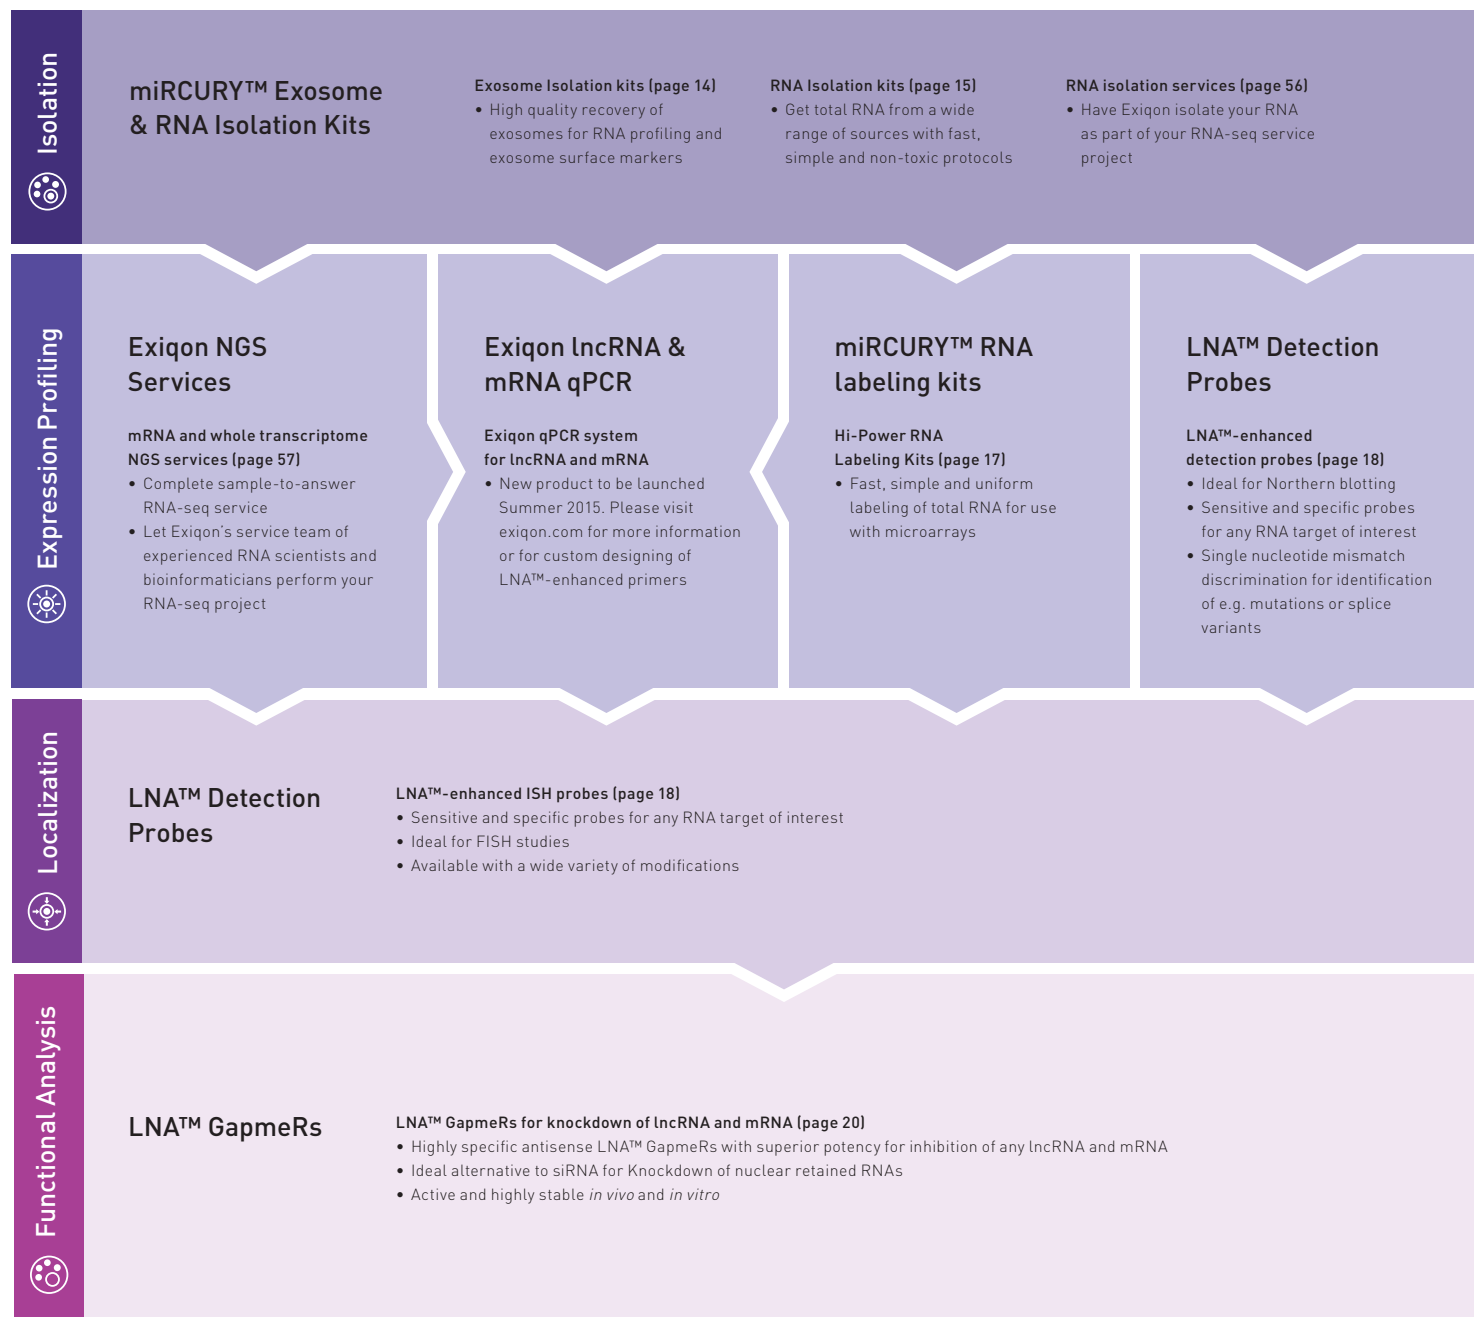 Isolation
miRCURY™ Exosome
& RNA Isolation Kits
Exosome Isolation kits (page 14)
• High quality recovery of
exosomes for RNA profiling and
exosome surface markers
RNA Isolation kits (page 15)
• Get total RNA from a wide
range of sources with fast,
simple and non-toxic protocols
RNA isolation services (page 56)
• Have Exiqon isolate your RNA
as part of your RNA-seq service
project
Expression Profiling
Exiqon NGS
Services
mRNA and whole transcriptome
NGS services (page 57)
• Complete sample-to-answer
RNA-seq service
• Let Exiqon's service team of
experienced RNA scientists and
bioinformaticians perform your
RNA-seq project
Exiqon lncRNA &
mRNA qPCR
Exiqon qPCR system
for lncRNA and mRNA
• New product to be launched
Summer 2015. Please visit
exiqon.com for more information
or for custom designing of
LNA™-enhanced primers
miRCURY™ RNA
labeling kits
Hi-Power RNA
Labeling Kits (page 17)
• Fast, simple and uniform
labeling of total RNA for use
with microarrays
LNA™ Detection
Probes
LNA™-enhanced
detection probes (page 18)
• Ideal for Northern blotting
• Sensitive and specific probes
for any RNA target of interest
• Single nucleotide mismatch
discrimination for identification
of e.g. mutations or splice
variants
Localization
LNA™ Detection
Probes
LNA™-enhanced ISH probes (page 18)
• Sensitive and specific probes for any RNA target of interest
• Ideal for FISH studies
• Available with a wide variety of modifications
Functional Analysis
LNA™ GapmeRs
LNA™ GapmeRs for knockdown of lncRNA and mRNA (page 20)
• Highly specific antisense LNA™ GapmeRs with superior potency for inhibition of any lncRNA and mRNA
• Ideal alternative to siRNA for Knockdown of nuclear retained RNAs
• Active and highly stable in vivo and in vitro